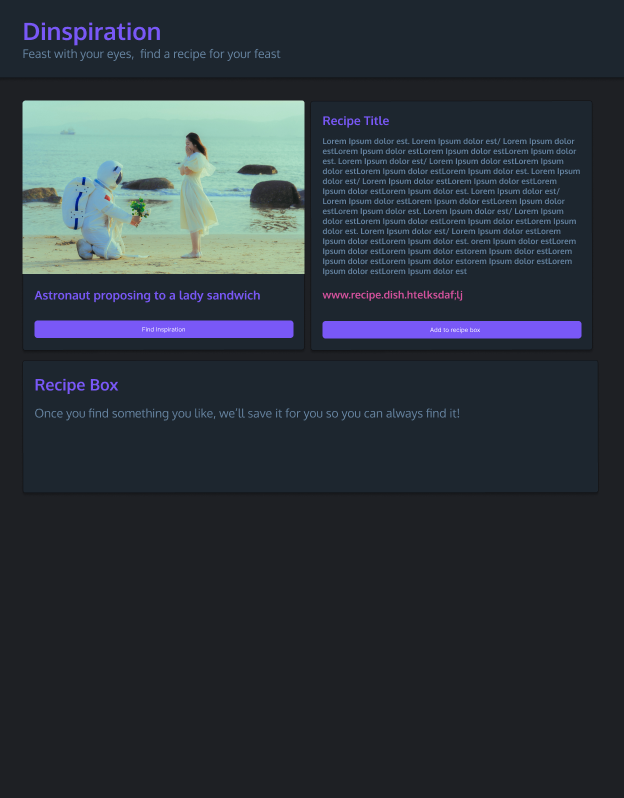 Dinspiration
Feast with your eyes,  find a recipe for your feast
Astronaut proposing to a lady sandwich
Find Inspiration
Recipe Title
Lorem Ipsum dolor est. Lorem Ipsum dolor est/ Lorem Ipsum dolor
estLorem Ipsum dolor estLorem Ipsum dolor estLorem Ipsum dolor
est. Lorem Ipsum dolor est/ Lorem Ipsum dolor estLorem Ipsum
dolor estLorem Ipsum dolor estLorem Ipsum dolor est. Lorem Ipsum
dolor est/ Lorem Ipsum dolor estLorem Ipsum dolor estLorem
Ipsum dolor estLorem Ipsum dolor est. Lorem Ipsum dolor est/
Lorem Ipsum dolor estLorem Ipsum dolor estLorem Ipsum dolor
estLorem Ipsum dolor est. Lorem Ipsum dolor est/ Lorem Ipsum
dolor estLorem Ipsum dolor estLorem Ipsum dolor estLorem Ipsum
dolor est. Lorem Ipsum dolor est/ Lorem Ipsum dolor estLorem
Ipsum dolor estLorem Ipsum dolor est. orem Ipsum dolor estLorem
Ipsum dolor estLorem Ipsum dolor estorem Ipsum dolor estLorem
Ipsum dolor estLorem Ipsum dolor estorem Ipsum dolor estLorem
Ipsum dolor estLorem Ipsum dolor est
www.recipe.dish.htelksdaf;lj
Add to recipe box
Recipe Box
Once you find something you like, we'll save it for you so you can always find it!